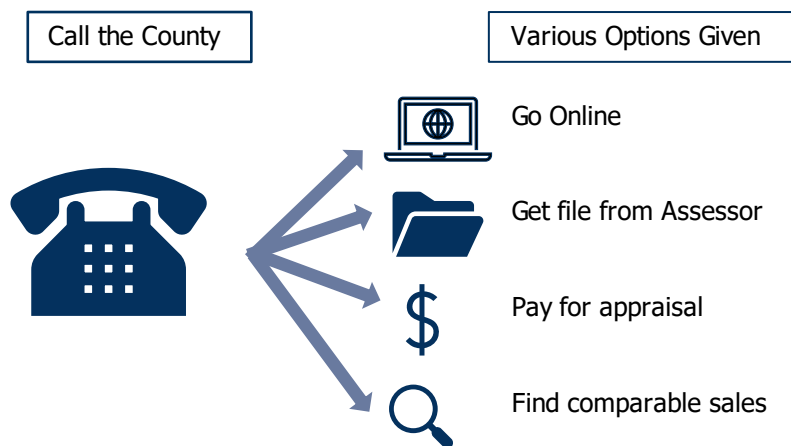 Call the County
Various Options Given
Go Online
Get file from Assessor
Pay for appraisal
Find comparable sales